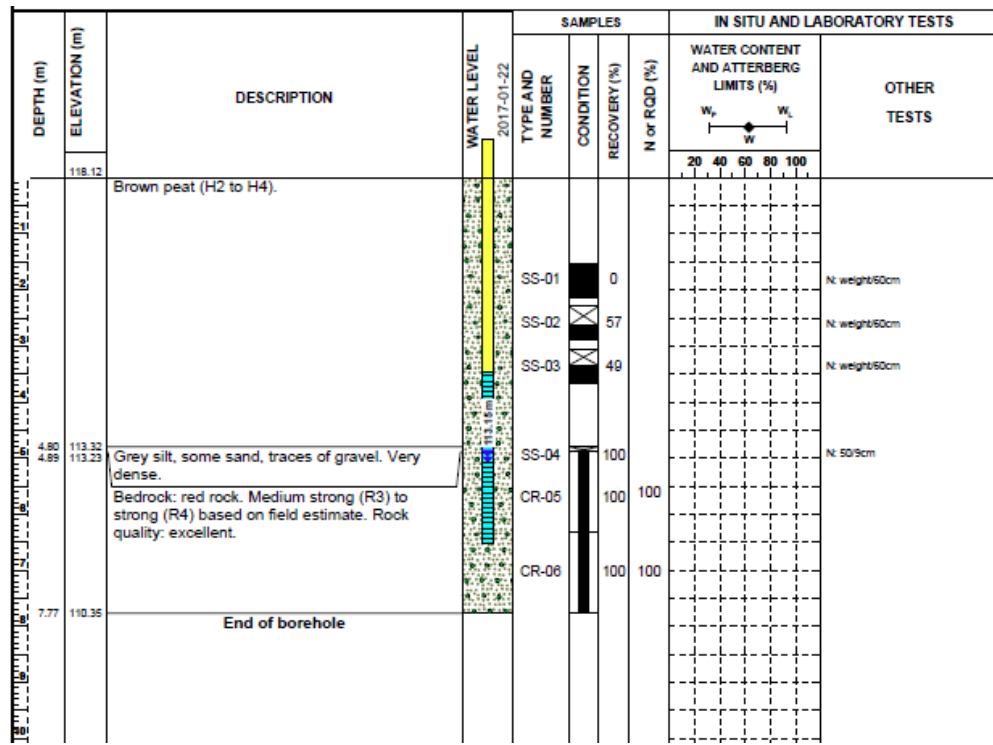 SAMPLES
IN SITU AND LABORATORY TESTS
DEPTH (m)
ELEVATION (m)
DESCRIPTION
WATER LEVEL
2017-01-22
TYPE AND
NUMBER
CONDITION
RECOVERY (%)
N or RQD (%)
WATER CONTENT
AND ATTERBERG
LIMITS (%)
WP WL
W
20 40 60 80 100
OTHER
TESTS
118.12
Brown peat (H2 to H4).
1
2
SS-01 0 N: weight/60cm
SS-02 57 N: weight/60cm
3
SS-03 49 N: weight/60cm
4
113.15 m
4.80 113.32
5
4.89 113.23
Grey silt, some sand, traces of gravel. Very
dense.
SS-04 100 N: 50/9cm
Bedrock: red rock. Medium strong (R3) to
strong (R4) based on field estimate. Rock
quality: excellent.
CR-05 100 100
6
7
CR-06 100 100
7.77 110.35
8
End of borehole
9
10